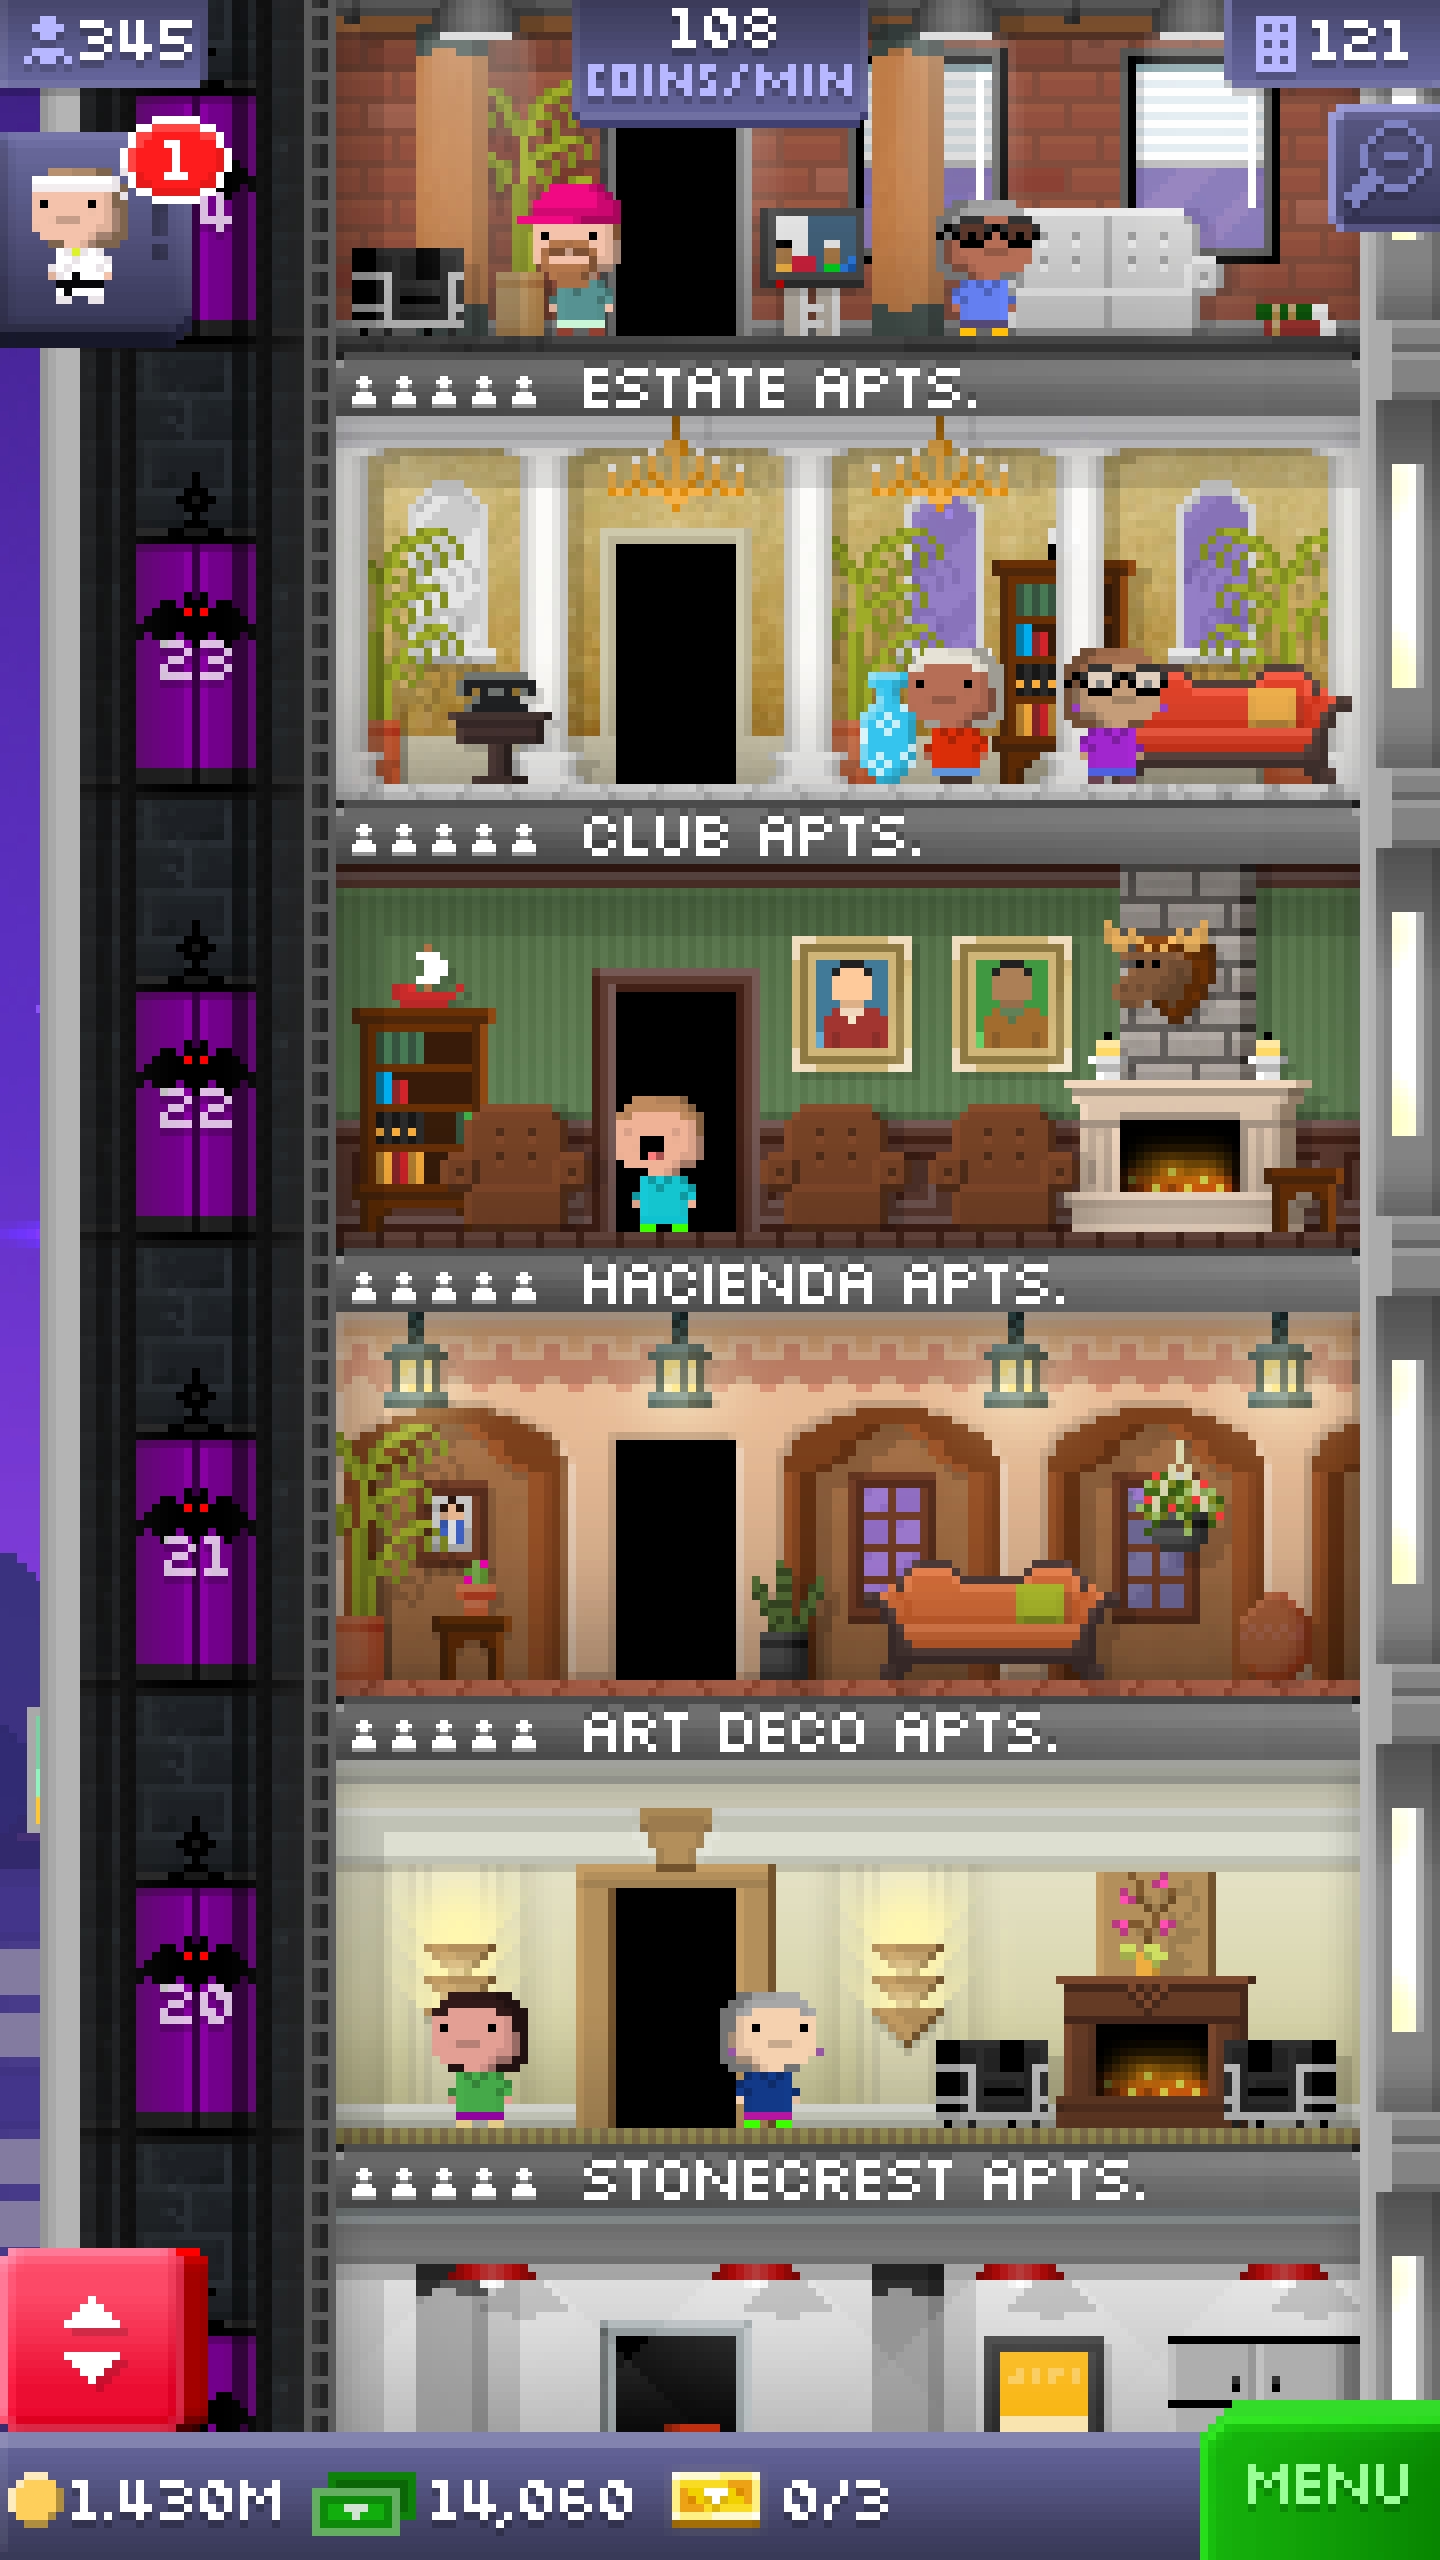 345
108
COINS/MIN
121
1
4
ESTATE APTS.
23
CLUB APTS.
22
HACIENDA APTS.
21
ART DECO APTS.
20
STONECREST APTS.
1.430M
14,060
0/3
MENU